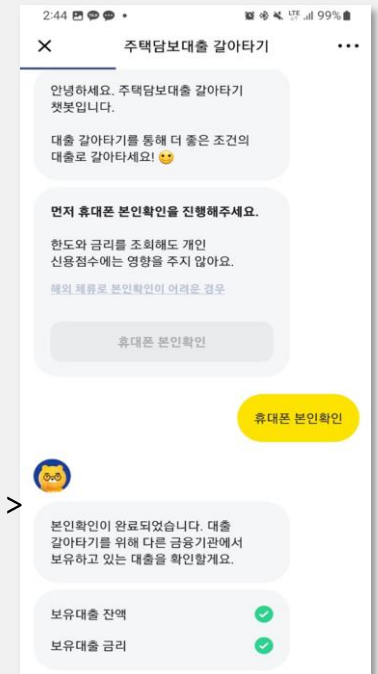 2:44
LTE 99%
주택담보대출 갈아타기
안녕하세요. 주택담보대출 갈아타기
챗봇입니다.
대출 갈아타기를 통해 더 좋은 조건의
대출로 갈아타세요!
먼저 휴대폰 본인확인을 진행해주세요.
한도와 금리를 조회해도 개인
신용점수에는 영향을 주지 않아요.
해외 체류로 본인확인이 어려운 경우
휴대폰 본인확인
휴대폰 본인확인
>
본인확인이 완료되었습니다. 대출
갈아타기를 위해 다른 금융기관에서
보유하고 있는 대출을 확인할게요.
보유대출 잔액
보유대출 금리